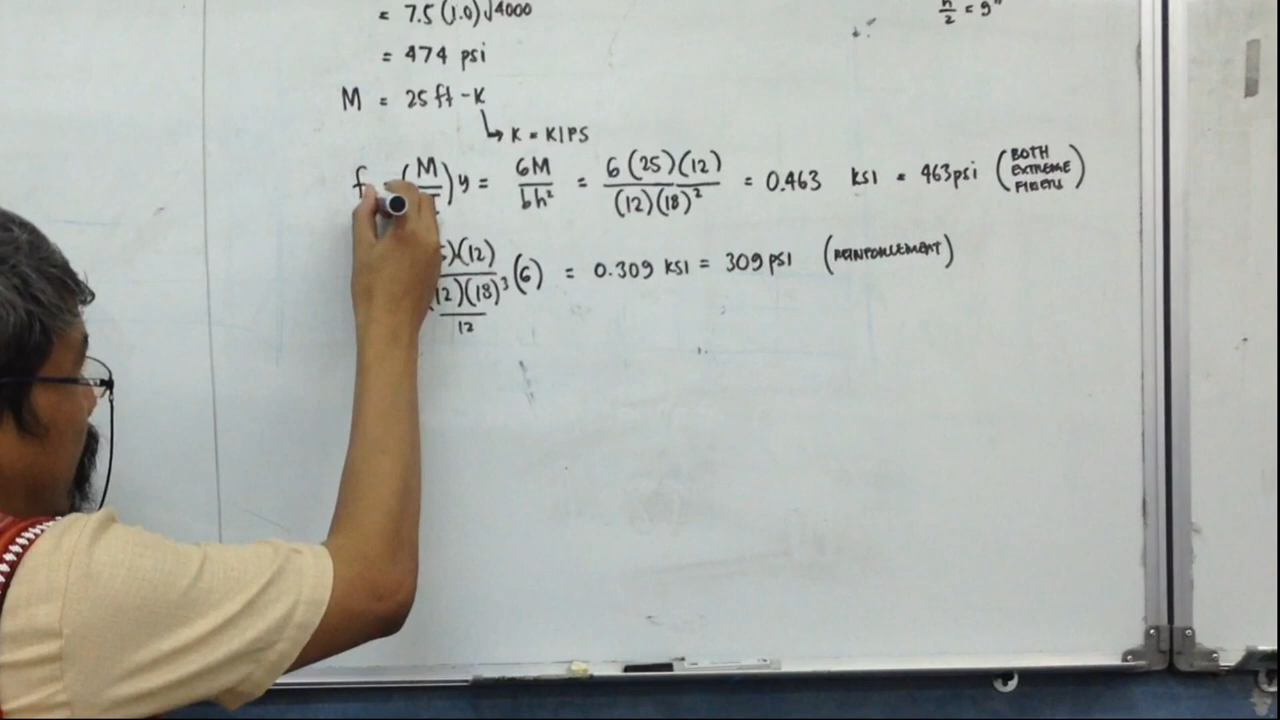 = 7.5 (1.0) √4000
h/2 = 9"
= 474 psi
M = 25 ft - K
↳ K = KIPS
f (M/I) y = 6M/bh² = 6(25)(12)/(12)(18)² = 0.463 KSI = 463 psi (BOTH EXTREME FIBERS)
)(12)/(12)(18)³/12 (6) = 0.309 KSI = 309 psi (REINFORCEMENT)